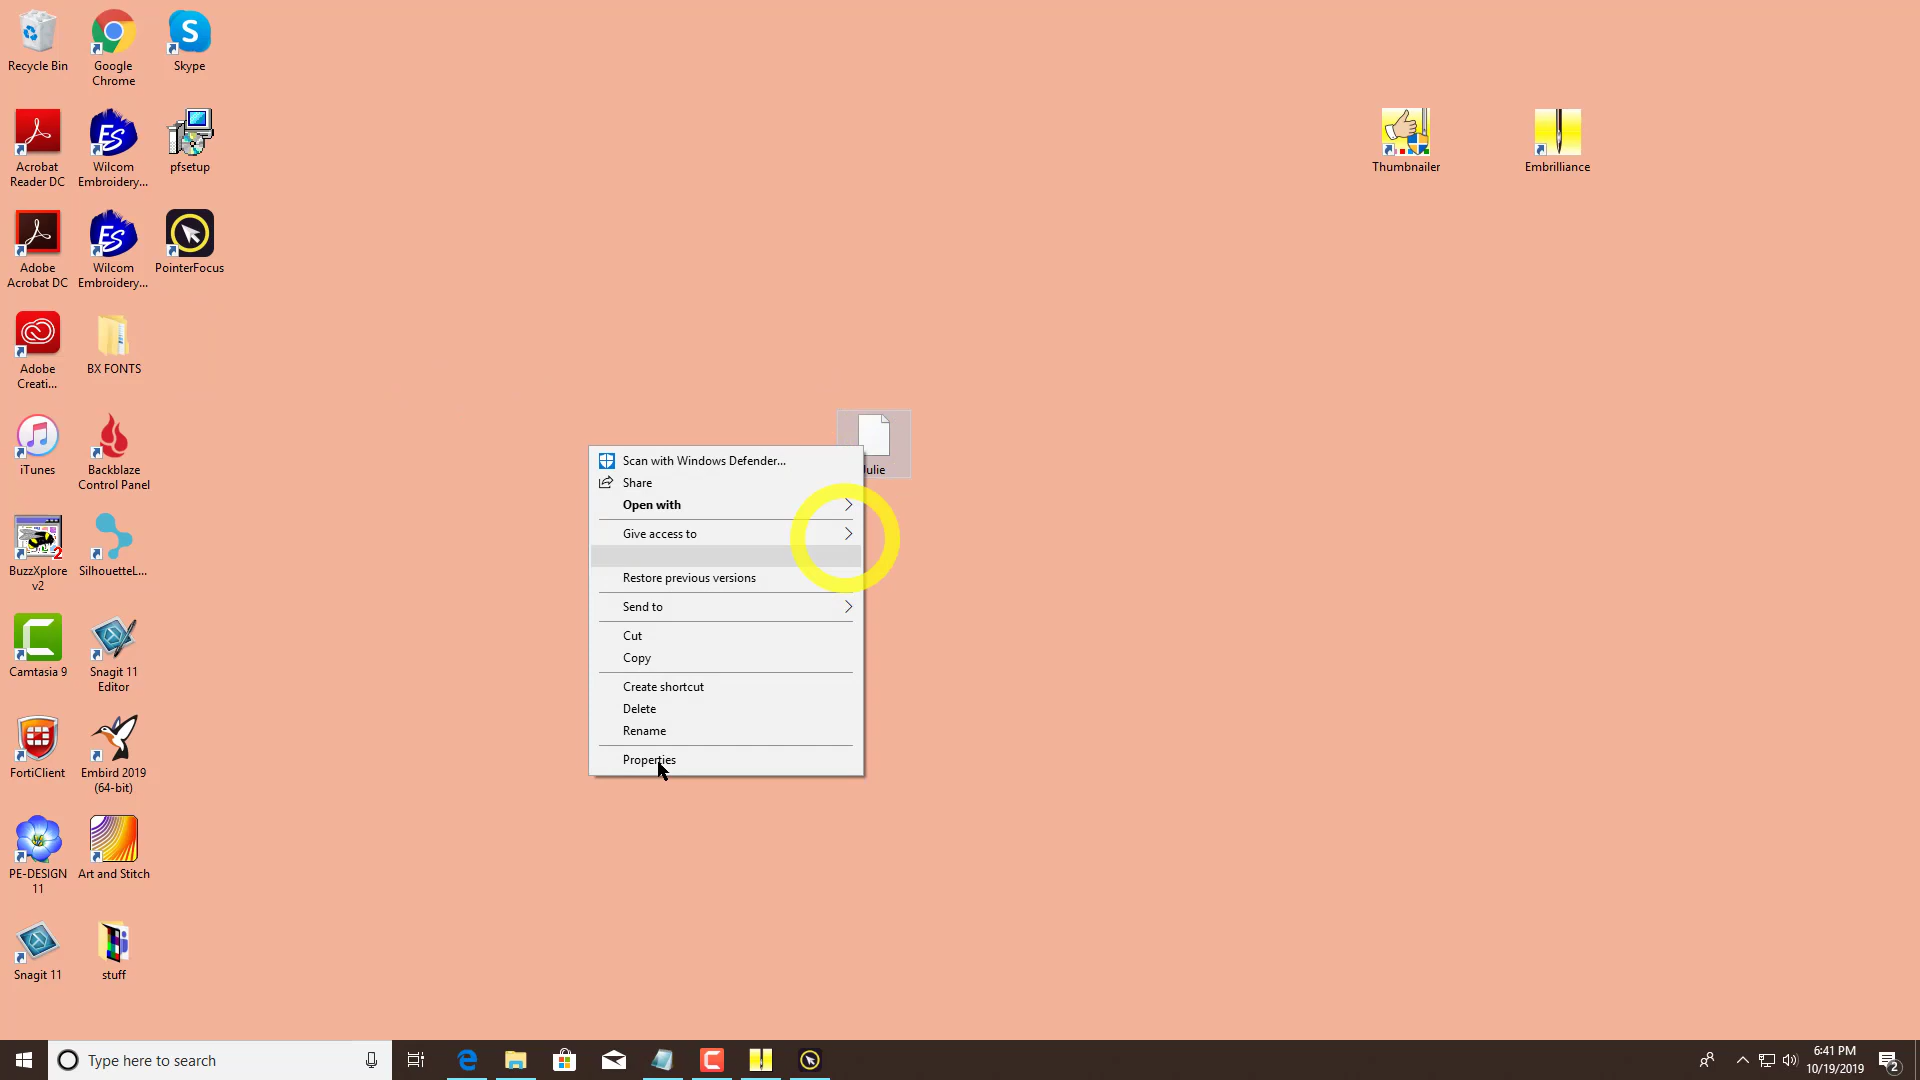 Recycle Bin
Google
Chrome
Skype
Acrobat
Reader DC
Wilcom
Embroidery...
pfsetup
Adobe
Acrobat DC
Wilcom
Embroidery...
PointerFocus
Adobe
Creati...
BX FONTS
iTunes
Backblaze
Control Panel
BuzzXplore
v2
SilhouetteL...
Camtasia 9
Snagit 11
Editor
FortiClient
Embird 2019
(64-bit)
PE-DESIGN
11
Art and Stitch
Snagit 11
stuff
Thumbnailer
Embrilliance
Julie
Scan with Windows Defender...
Share
Open with
Give access to
Restore previous versions
Send to
Cut
Copy
Create shortcut
Delete
Rename
Properties
Type here to search
6:41 PM
10/19/2019
2